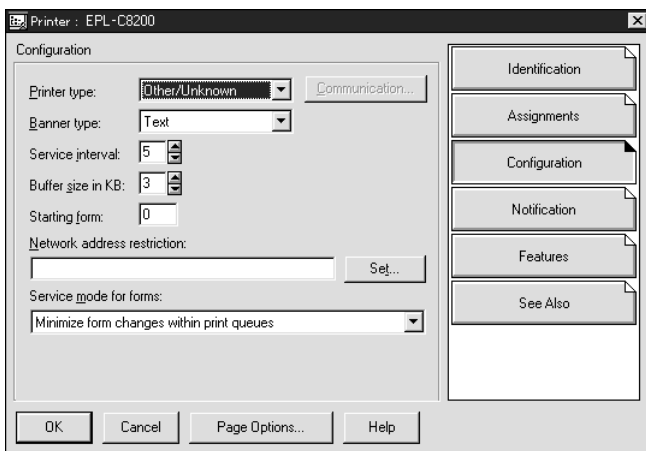 Printer : EPL-C8200
Configuration
Printer type: Other/Unknown Communication...
Banner type: Text
Service interval: 5
Buffer size in KB: 3
Starting form: 0
Network address restriction:
Set...
Service mode for forms:
Minimize form changes within print queues
OK Cancel Page Options... Help
Identification
Assignments
Configuration
Notification
Features
See Also